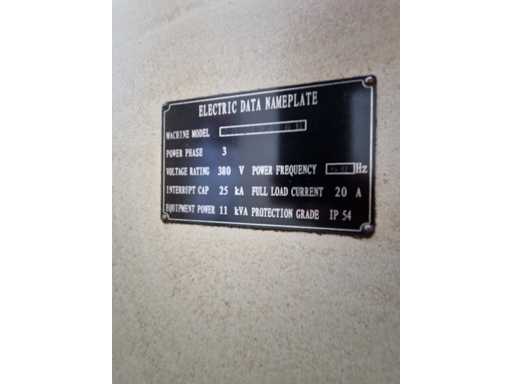 ELECTRIC DATA NAMEPLATE
MACHINE MODEL
POWER PHASE 3
VOLTAGE RATING 380 V POWER FREQUENCY Hz
INTERRUPT CAP 25 kA FULL LOAD CURRENT 20 A
EQUIPMENT POWER 11 kVA PROTECTION GRADE IP 54